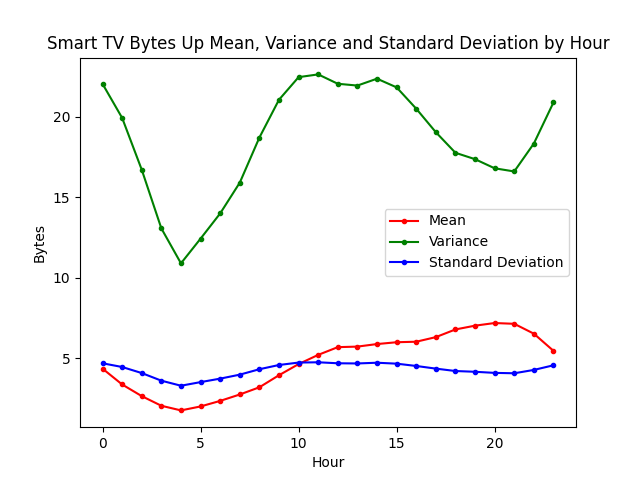 Smart TV Bytes Up Mean, Variance and Standard Deviation by Hour
20
15
10
5
Bytes
Mean
Variance
Standard Deviation
0 5 10 15 20
Hour